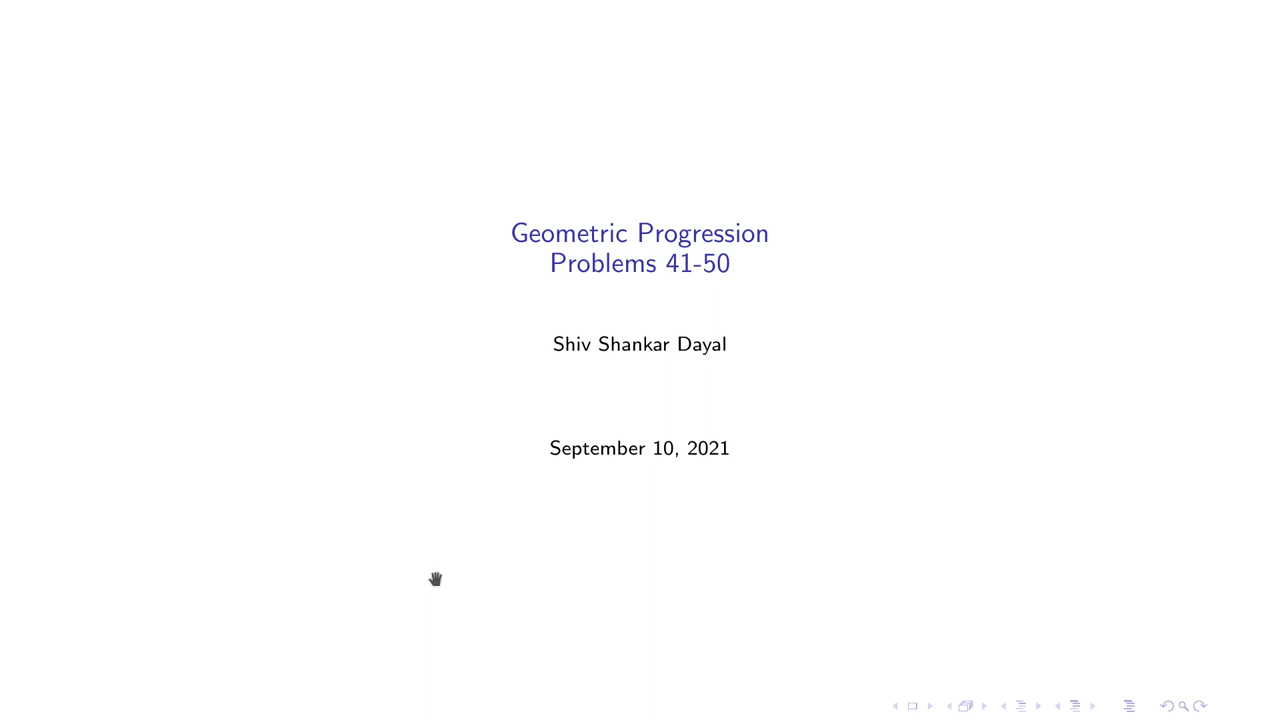 Geometric Progression
Problems 41-50
Shiv Shankar Dayal
September 10, 2021